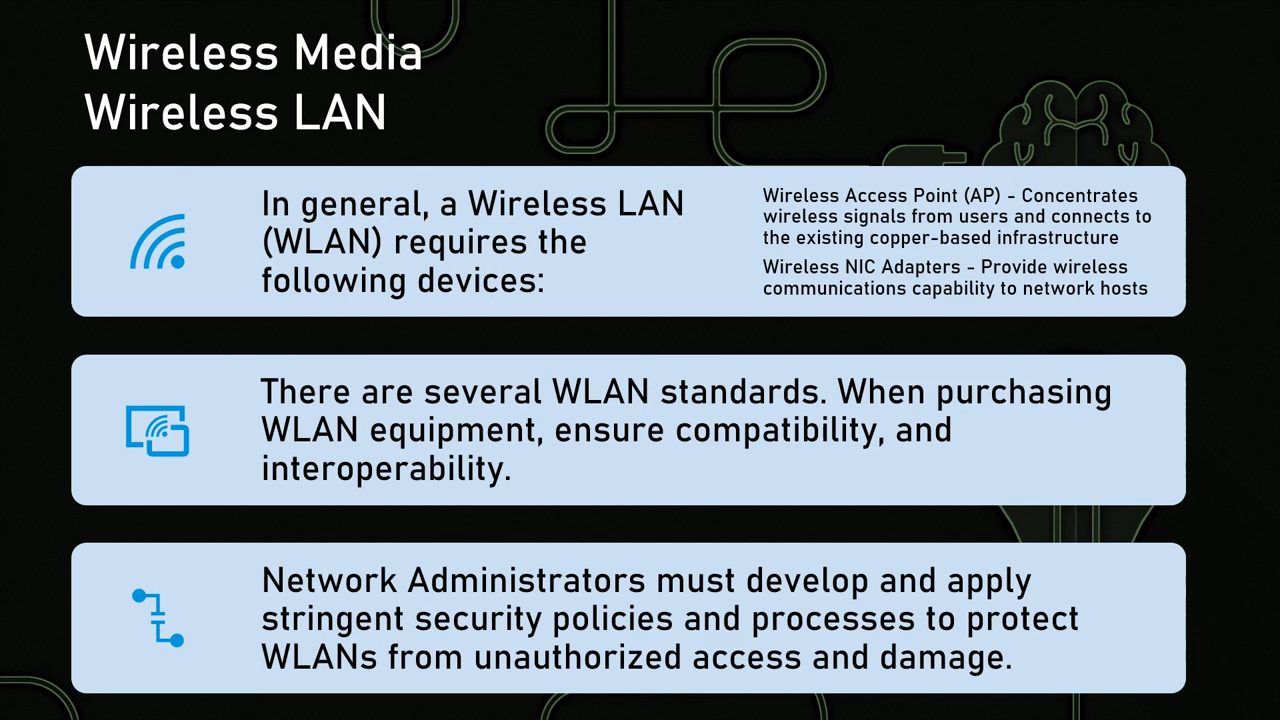 Wireless Media
Wireless LAN
In general, a Wireless LAN
(WLAN) requires the
following devices:
Wireless Access Point (AP) - Concentrates
wireless signals from users and connects to
the existing copper-based infrastructure
Wireless NIC Adapters - Provide wireless
communications capability to network hosts
There are several WLAN standards. When purchasing
WLAN equipment, ensure compatibility, and
interoperability.
Network Administrators must develop and apply
stringent security policies and processes to protect
WLANs from unauthorized access and damage.